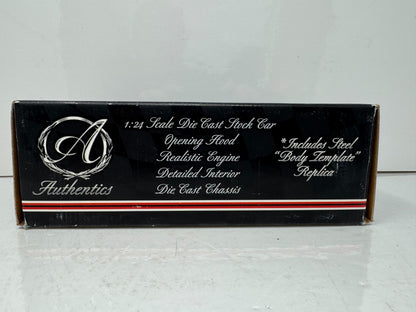 A
Authentics
1:24 Scale Die Cast Stock Car
Opening Hood
Realistic Engine
Detailed Interior
Die Cast Chassis
*Includes Steel
"Body Template"
Replica